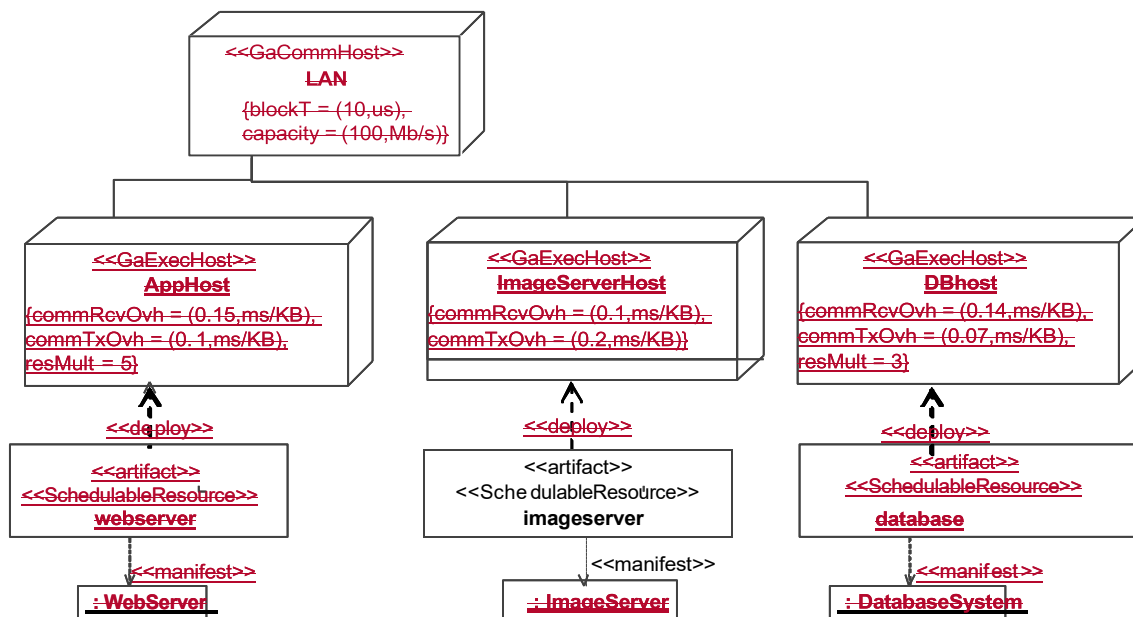 <<GaCommHost>>
LAN
{blockT = (10,us),
capacity = (100,Mb/s)}
<<GaExecHost>>
AppHost
{commRcvOvh = (0.15,ms/KB),
commTxOvh = (0.1,ms/KB),
resMult = 5}
<<GaExecHost>>
ImageServerHost
{commRcvOvh = (0.1,ms/KB),
commTxOvh = (0.2,ms/KB)}
<<GaExecHost>>
DBhost
{commRcvOvh = (0.14,ms/KB),
commTxOvh = (0.07,ms/KB),
resMult = 3}
<<deploy>>
<<deploy>>
<<deploy>>
<<artifact>>
<<SchedulableResource>>
webserver
<<artifact>>
<<SchedulableResource>>
imageserver
<<artifact>>
<<SchedulableResource>>
database
<<manifest>>
<<manifest>>
<<manifest>>
: WebServer
: ImageServer
: DatabaseSystem